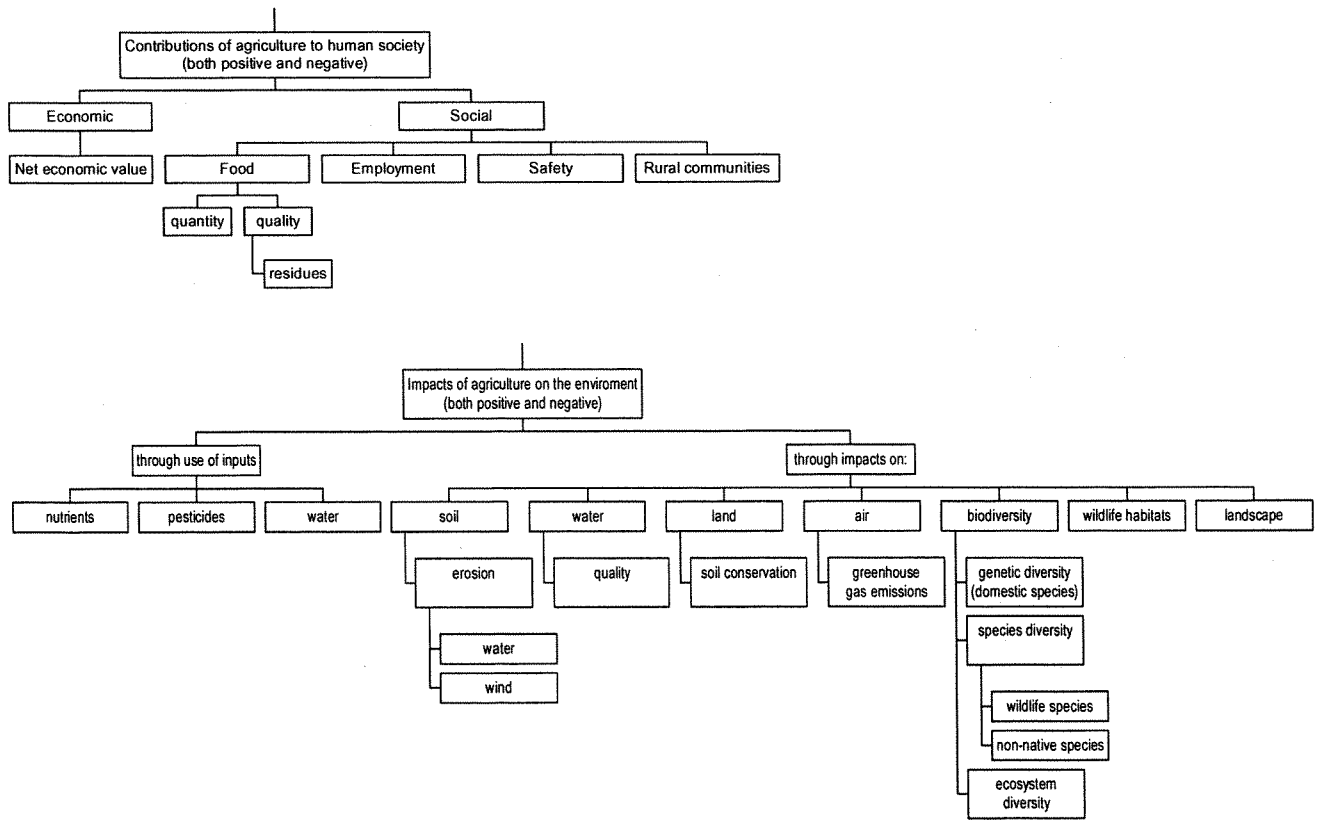 Contributions of agriculture to human society
(both positive and negative)
Economic
Social
Net economic value
Food
Employment
Safety
Rural communities
quantity
quality
residues
Impacts of agriculture on the enviroment
(both positive and negative)
through use of inputs
through impacts on:
nutrients
pesticides
water
soil
water
land
air
biodiversity
wildlife habitats
landscape
erosion
quality
soil conservation
greenhouse
gas emissions
genetic diversity
(domestic species)
species diversity
water
wind
wildlife species
non-native species
ecosystem
diversity